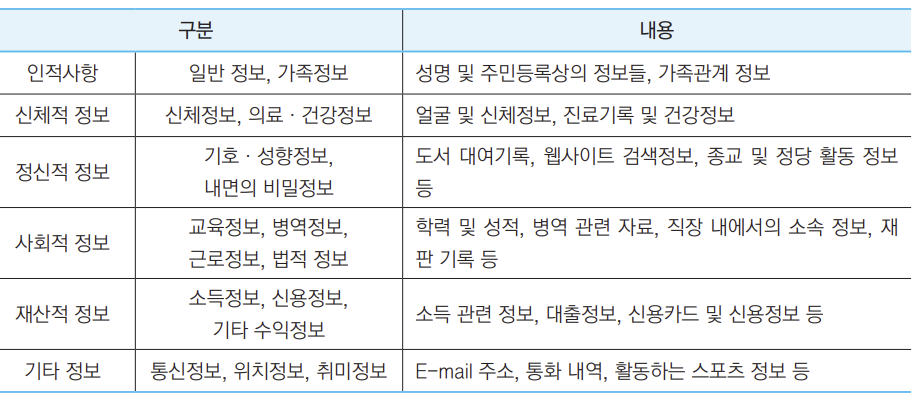 구분 내용
인적사항 일반 정보, 가족정보 성명 및 주민등록상의 정보들, 가족관계 정보
신체적 정보 신체정보, 의료 · 건강정보 얼굴 및 신체정보, 진료기록 및 건강정보
정신적 정보 기호 · 성향정보,
내면의 비밀정보 도서 대여기록, 웹사이트 검색정보, 종교 및 정당 활동 정보
등
사회적 정보 교육정보, 병역정보,
근로정보, 법적 정보 학력 및 성적, 병역 관련 자료, 직장 내에서의 소속 정보, 재
판 기록 등
재산적 정보 소득정보, 신용정보,
기타 수익정보 소득 관련 정보, 대출정보, 신용카드 및 신용정보 등
기타 정보 통신정보, 위치정보, 취미정보 E-mail 주소, 통화 내역, 활동하는 스포츠 정보 등